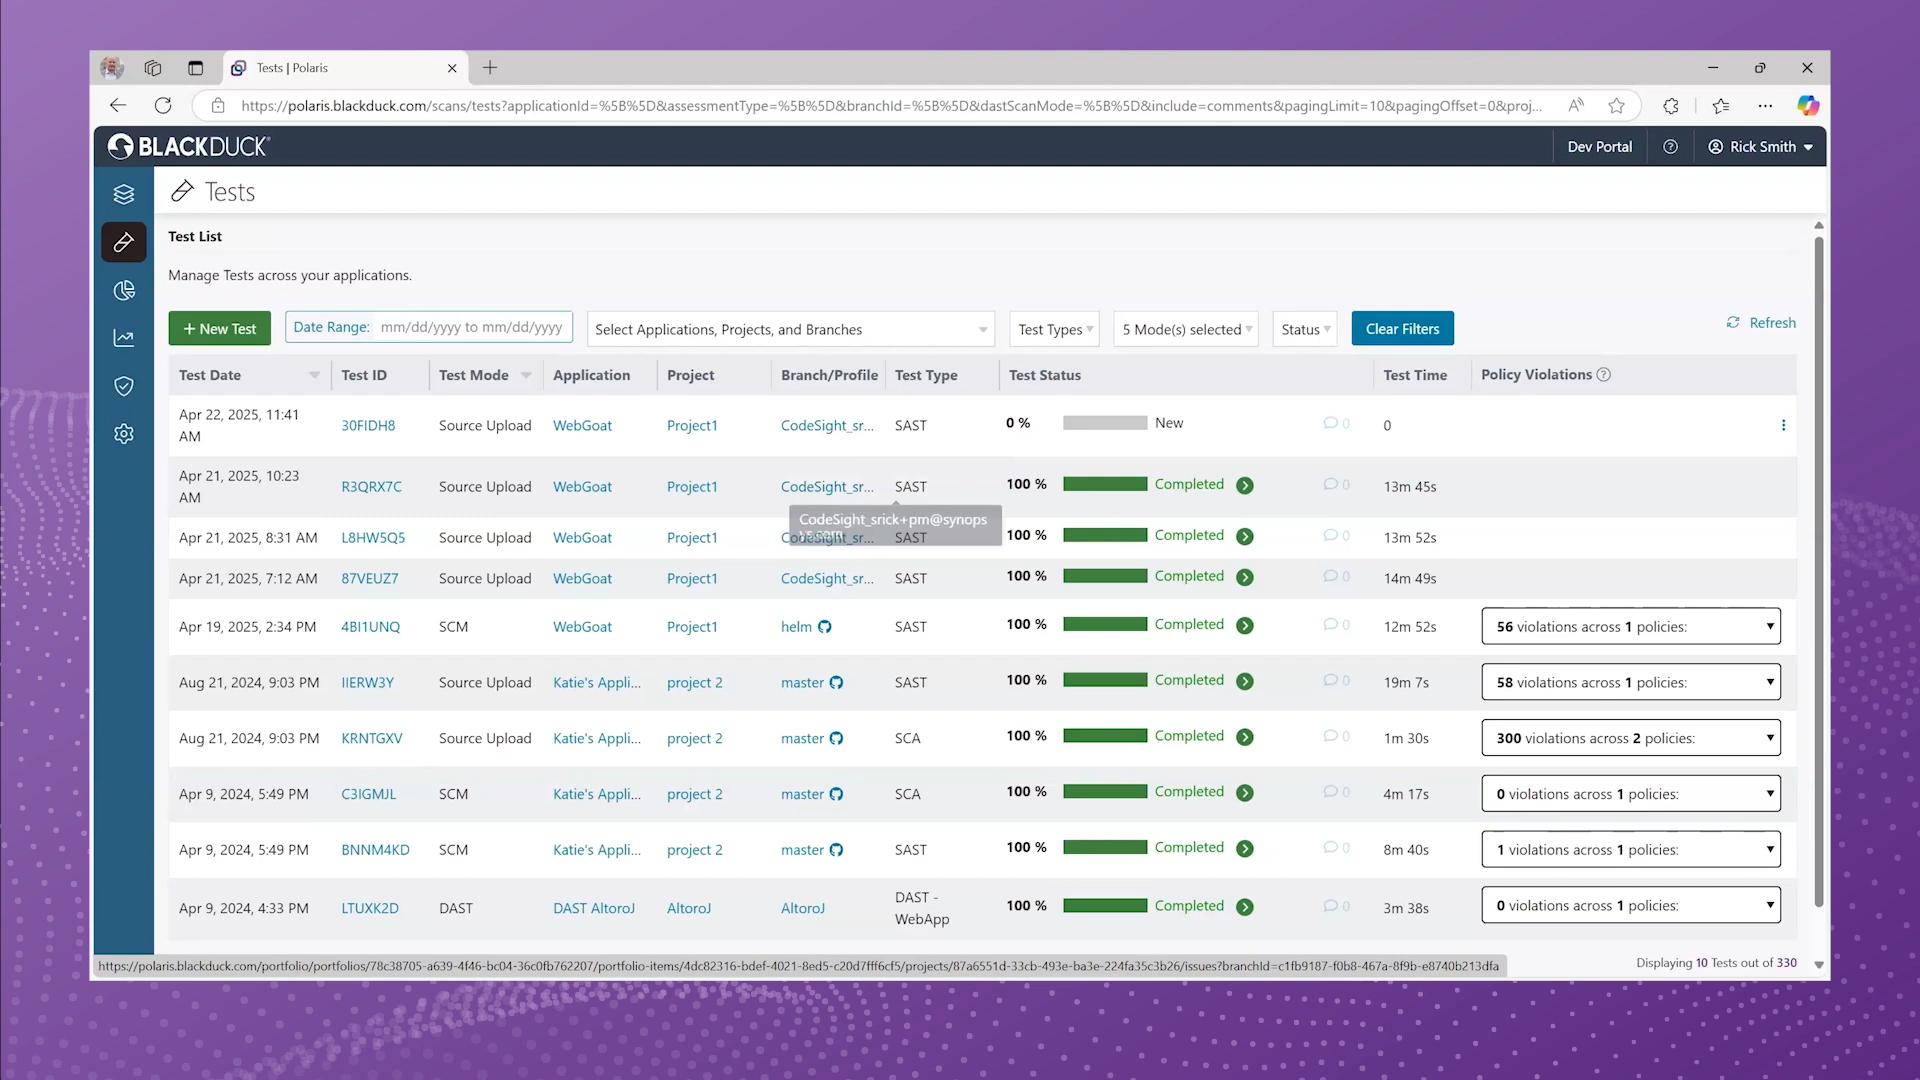 Tests | Polaris
https://polaris.blackduck.com/scans/tests?applicationId=%5B%5D&assessmentType=%5B%5D&branchId=%5B%5D&dastScanMode=%5B%5D&include=comments&pagingLimit=10&pagingOffset=0&proj...
BLACKDUCK®
Dev Portal
Rick Smith
Tests
Test List
Manage Tests across your applications.
+ New Test
Date Range: mm/dd/yyyy to mm/dd/yyyy
Select Applications, Projects, and Branches
Test Types
5 Mode(s) selected
Status
Clear Filters
Refresh
Test Date Test ID Test Mode Application Project Branch/Profile Test Type Test Status Test Time Policy Violations
Apr 22, 2025, 11:41
AM
30FIDH8 Source Upload WebGoat Project1 CodeSight_sr... SAST 0 % New 0 0
Apr 21, 2025, 10:23
AM
R3QRX7C Source Upload WebGoat Project1 CodeSight_sr... SAST 100 % Completed 0 13m 45s
CodeSight_srick+pm@synops
Apr 21, 2025, 8:31 AM L8HW5Q5 Source Upload WebGoat Project1 CodeSight_sr... SAST 100 % Completed 0 13m 52s
Apr 21, 2025, 7:12 AM 87VEUZ7 Source Upload WebGoat Project1 CodeSight_sr... SAST 100 % Completed 0 14m 49s
Apr 19, 2025, 2:34 PM 4BI1UNQ SCM WebGoat Project1 helm SAST 100 % Completed 0 12m 52s 56 violations across 1 policies:
Aug 21, 2024, 9:03 PM IIERW3Y Source Upload Katie's Appli... project 2 master SAST 100 % Completed 0 19m 7s 58 violations across 1 policies:
Aug 21, 2024, 9:03 PM KRNTGXV Source Upload Katie's Appli... project 2 master SCA 100 % Completed 0 1m 30s 300 violations across 2 policies:
Apr 9, 2024, 5:49 PM C3IGMJL SCM Katie's Appli... project 2 master SCA 100 % Completed 0 4m 17s 0 violations across 1 policies:
Apr 9, 2024, 5:49 PM BNNM4KD SCM Katie's Appli... project 2 master SAST 100 % Completed 0 8m 40s 1 violations across 1 policies:
Apr 9, 2024, 4:33 PM LTUXK2D DAST DAST AltoroJ AltoroJ AltoroJ DAST -
WebApp
100 % Completed 0 3m 38s 0 violations across 1 policies:
https://polaris.blackduck.com/portfolio/portfolios/78c38705-a639-4f46-bc04-36c0fb762207/portfolio-items/4dc82316-bdef-4021-8ed5-c20d7fff6cf5/projects/87a6551d-33cb-493e-ba3e-224fa35c3b26/issues?branchId=c1fb9187-f0b8-467a-8f9b-e8740b213dfa
Displaying 10 Tests out of 330